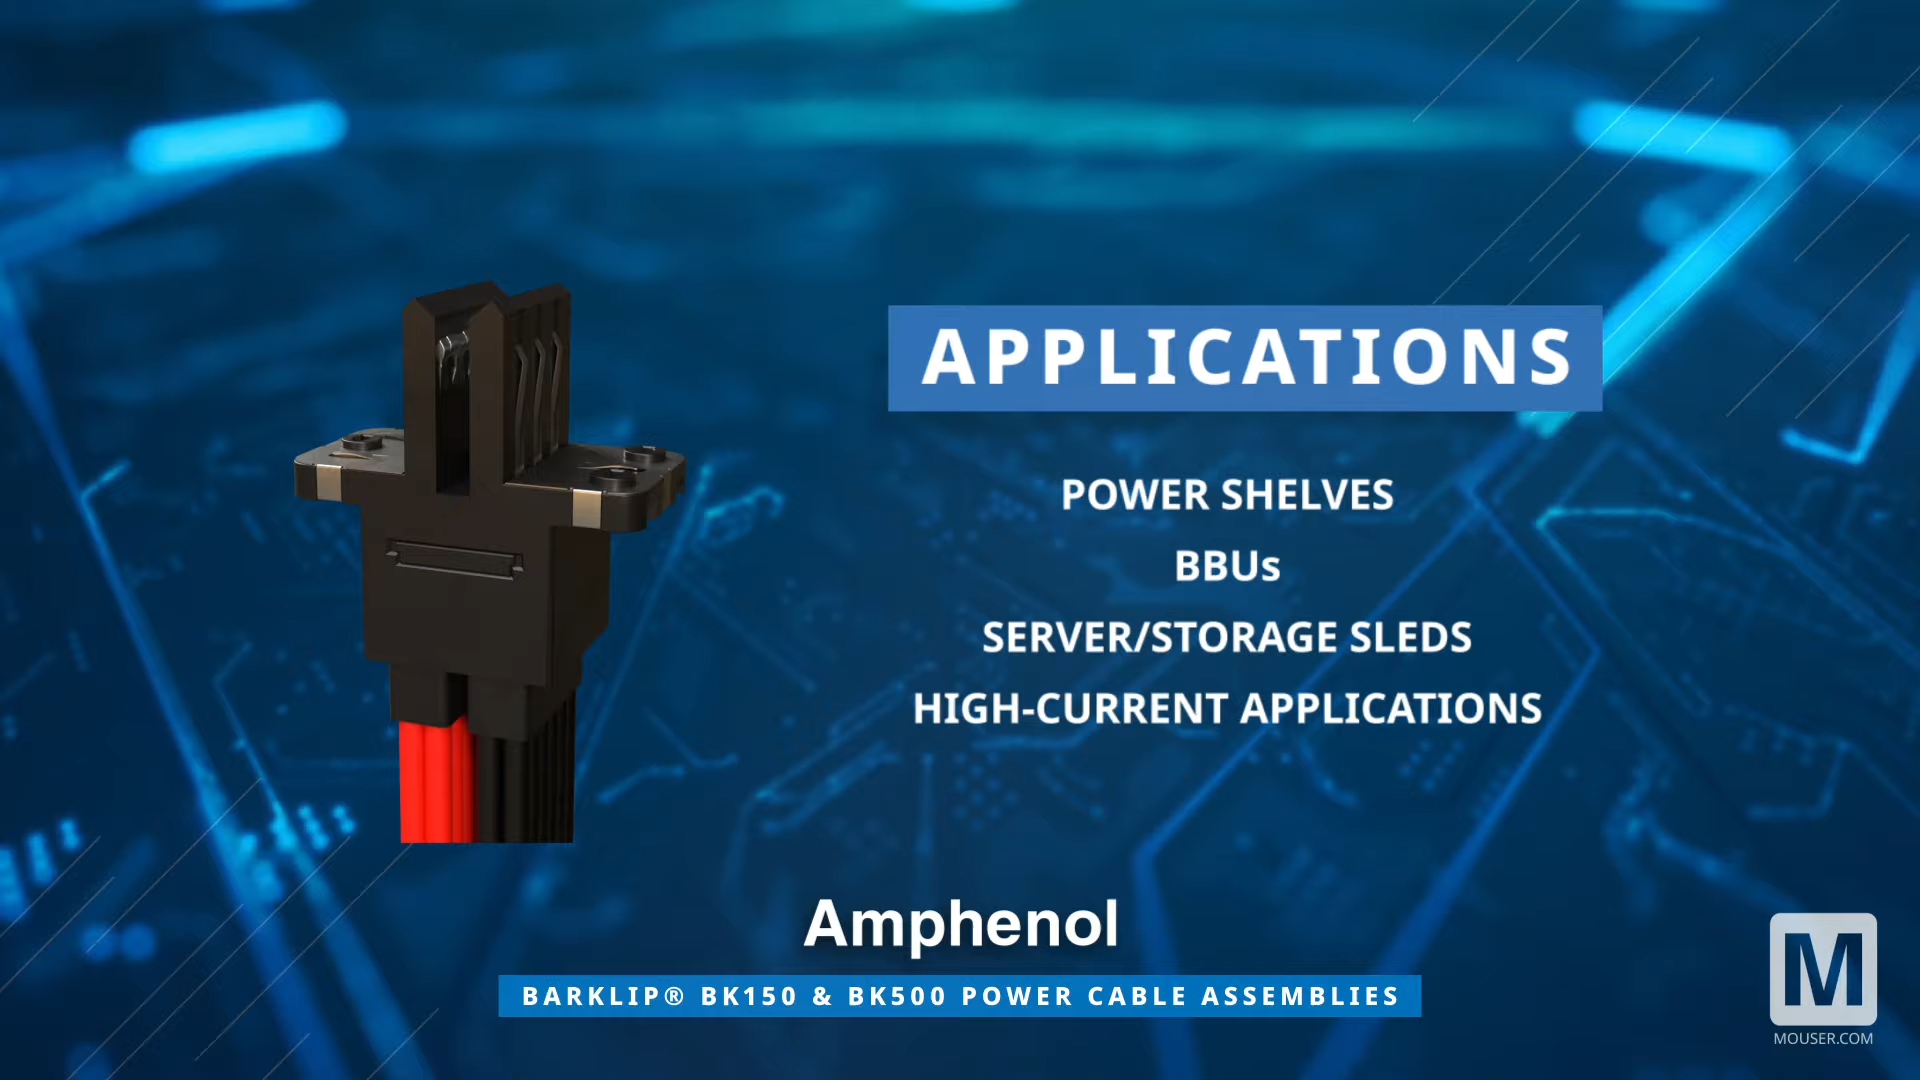 APPLICATIONS
POWER SHELVES
BBUs
SERVER/STORAGE SLEDS
HIGH-CURRENT APPLICATIONS
Amphenol
BARKLIP® BK150 & BK500 POWER CABLE ASSEMBLIES
M
MOUSER.COM